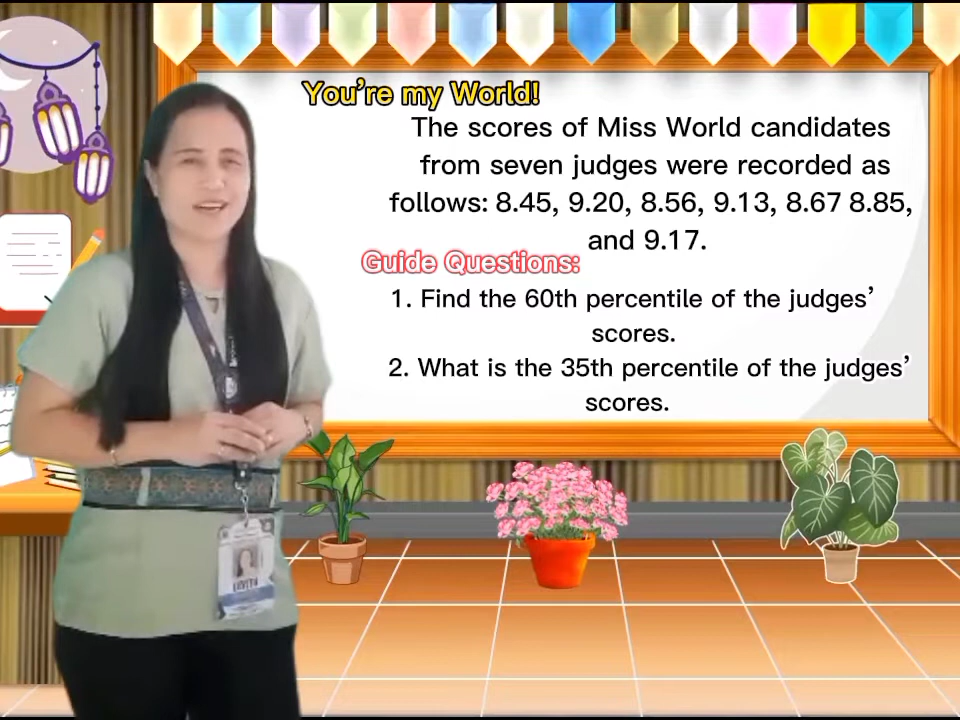 You're my World!
The scores of Miss World candidates
from seven judges were recorded as
follows: 8.45, 9.20, 8.56, 9.13, 8.67 8.85,
and 9.17.
Guide Questions:
1. Find the 60th percentile of the judges'
scores.
2. What is the 35th percentile of the judges'
scores.